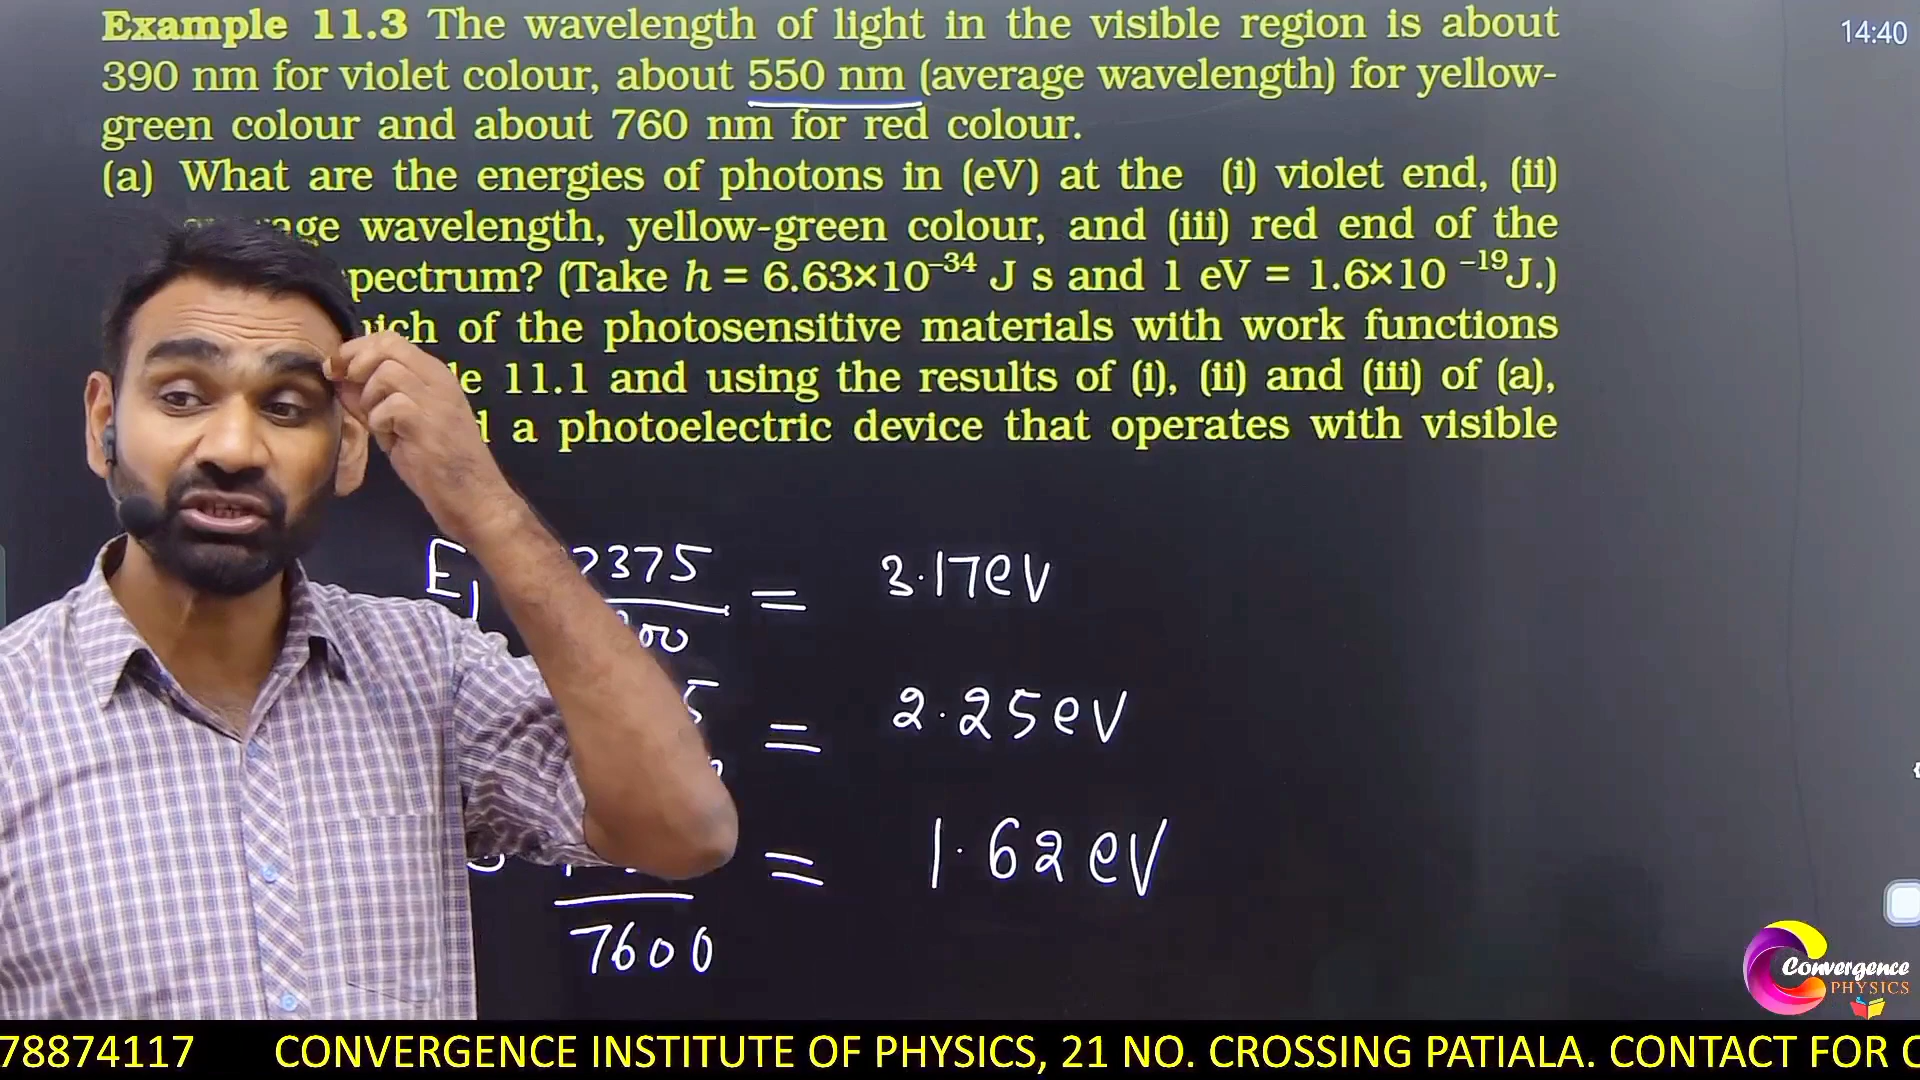 Example 11.3 The wavelength of light in the visible region is about
14:40
390 nm for violet colour, about 550 nm (average wavelength) for yellow-
green colour and about 760 nm for red colour.
(a) What are the energies of photons in (eV) at the (i) violet end, (ii)
wavelength, yellow-green colour, and (iii) red end of the
spectrum? (Take h = 6.63×10⁻³⁴ J s and 1 eV = 1.6×10 ⁻¹⁹J.)
of the photosensitive materials with work functions
11.1 and using the results of (i), (ii) and (iii) of (a),
a photoelectric device that operates with visible
E₁ 2375 = 3.17eV
= 2.25eV
= 1.62eV
7600
Convergence
PHYSICS
78874117 CONVERGENCE INSTITUTE OF PHYSICS, 21 NO. CROSSING PATIALA. CONTACT FOR